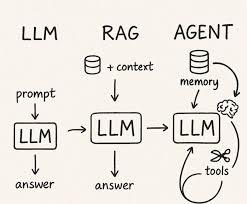 LLM
prompt
LLM
answer
RAG
+ context
LLM
answer
AGENT
memory
LLM
tools